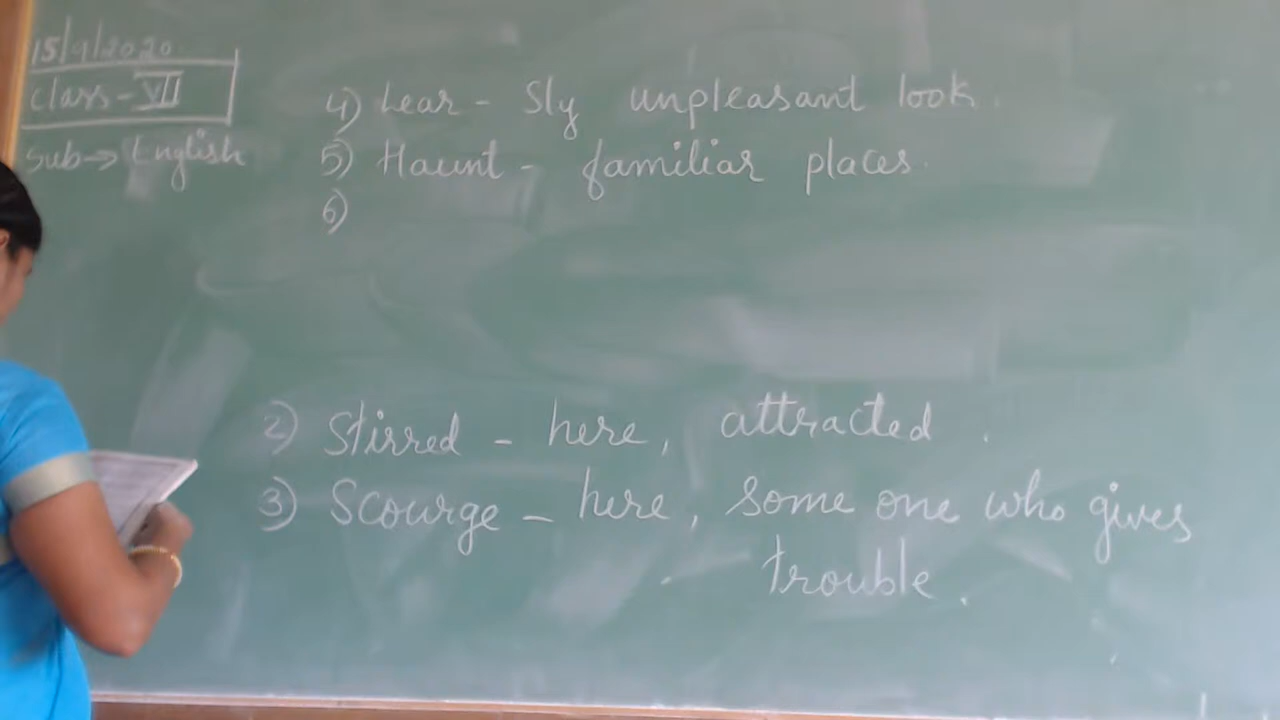 15/9/2020.
Class - VII
Sub → English
4) Lear - Sly unpleasant look.
5) Haunt - familiar places.
6)
2) Stirred - here, attracted.
3) Scourge - here, some one who gives
trouble.